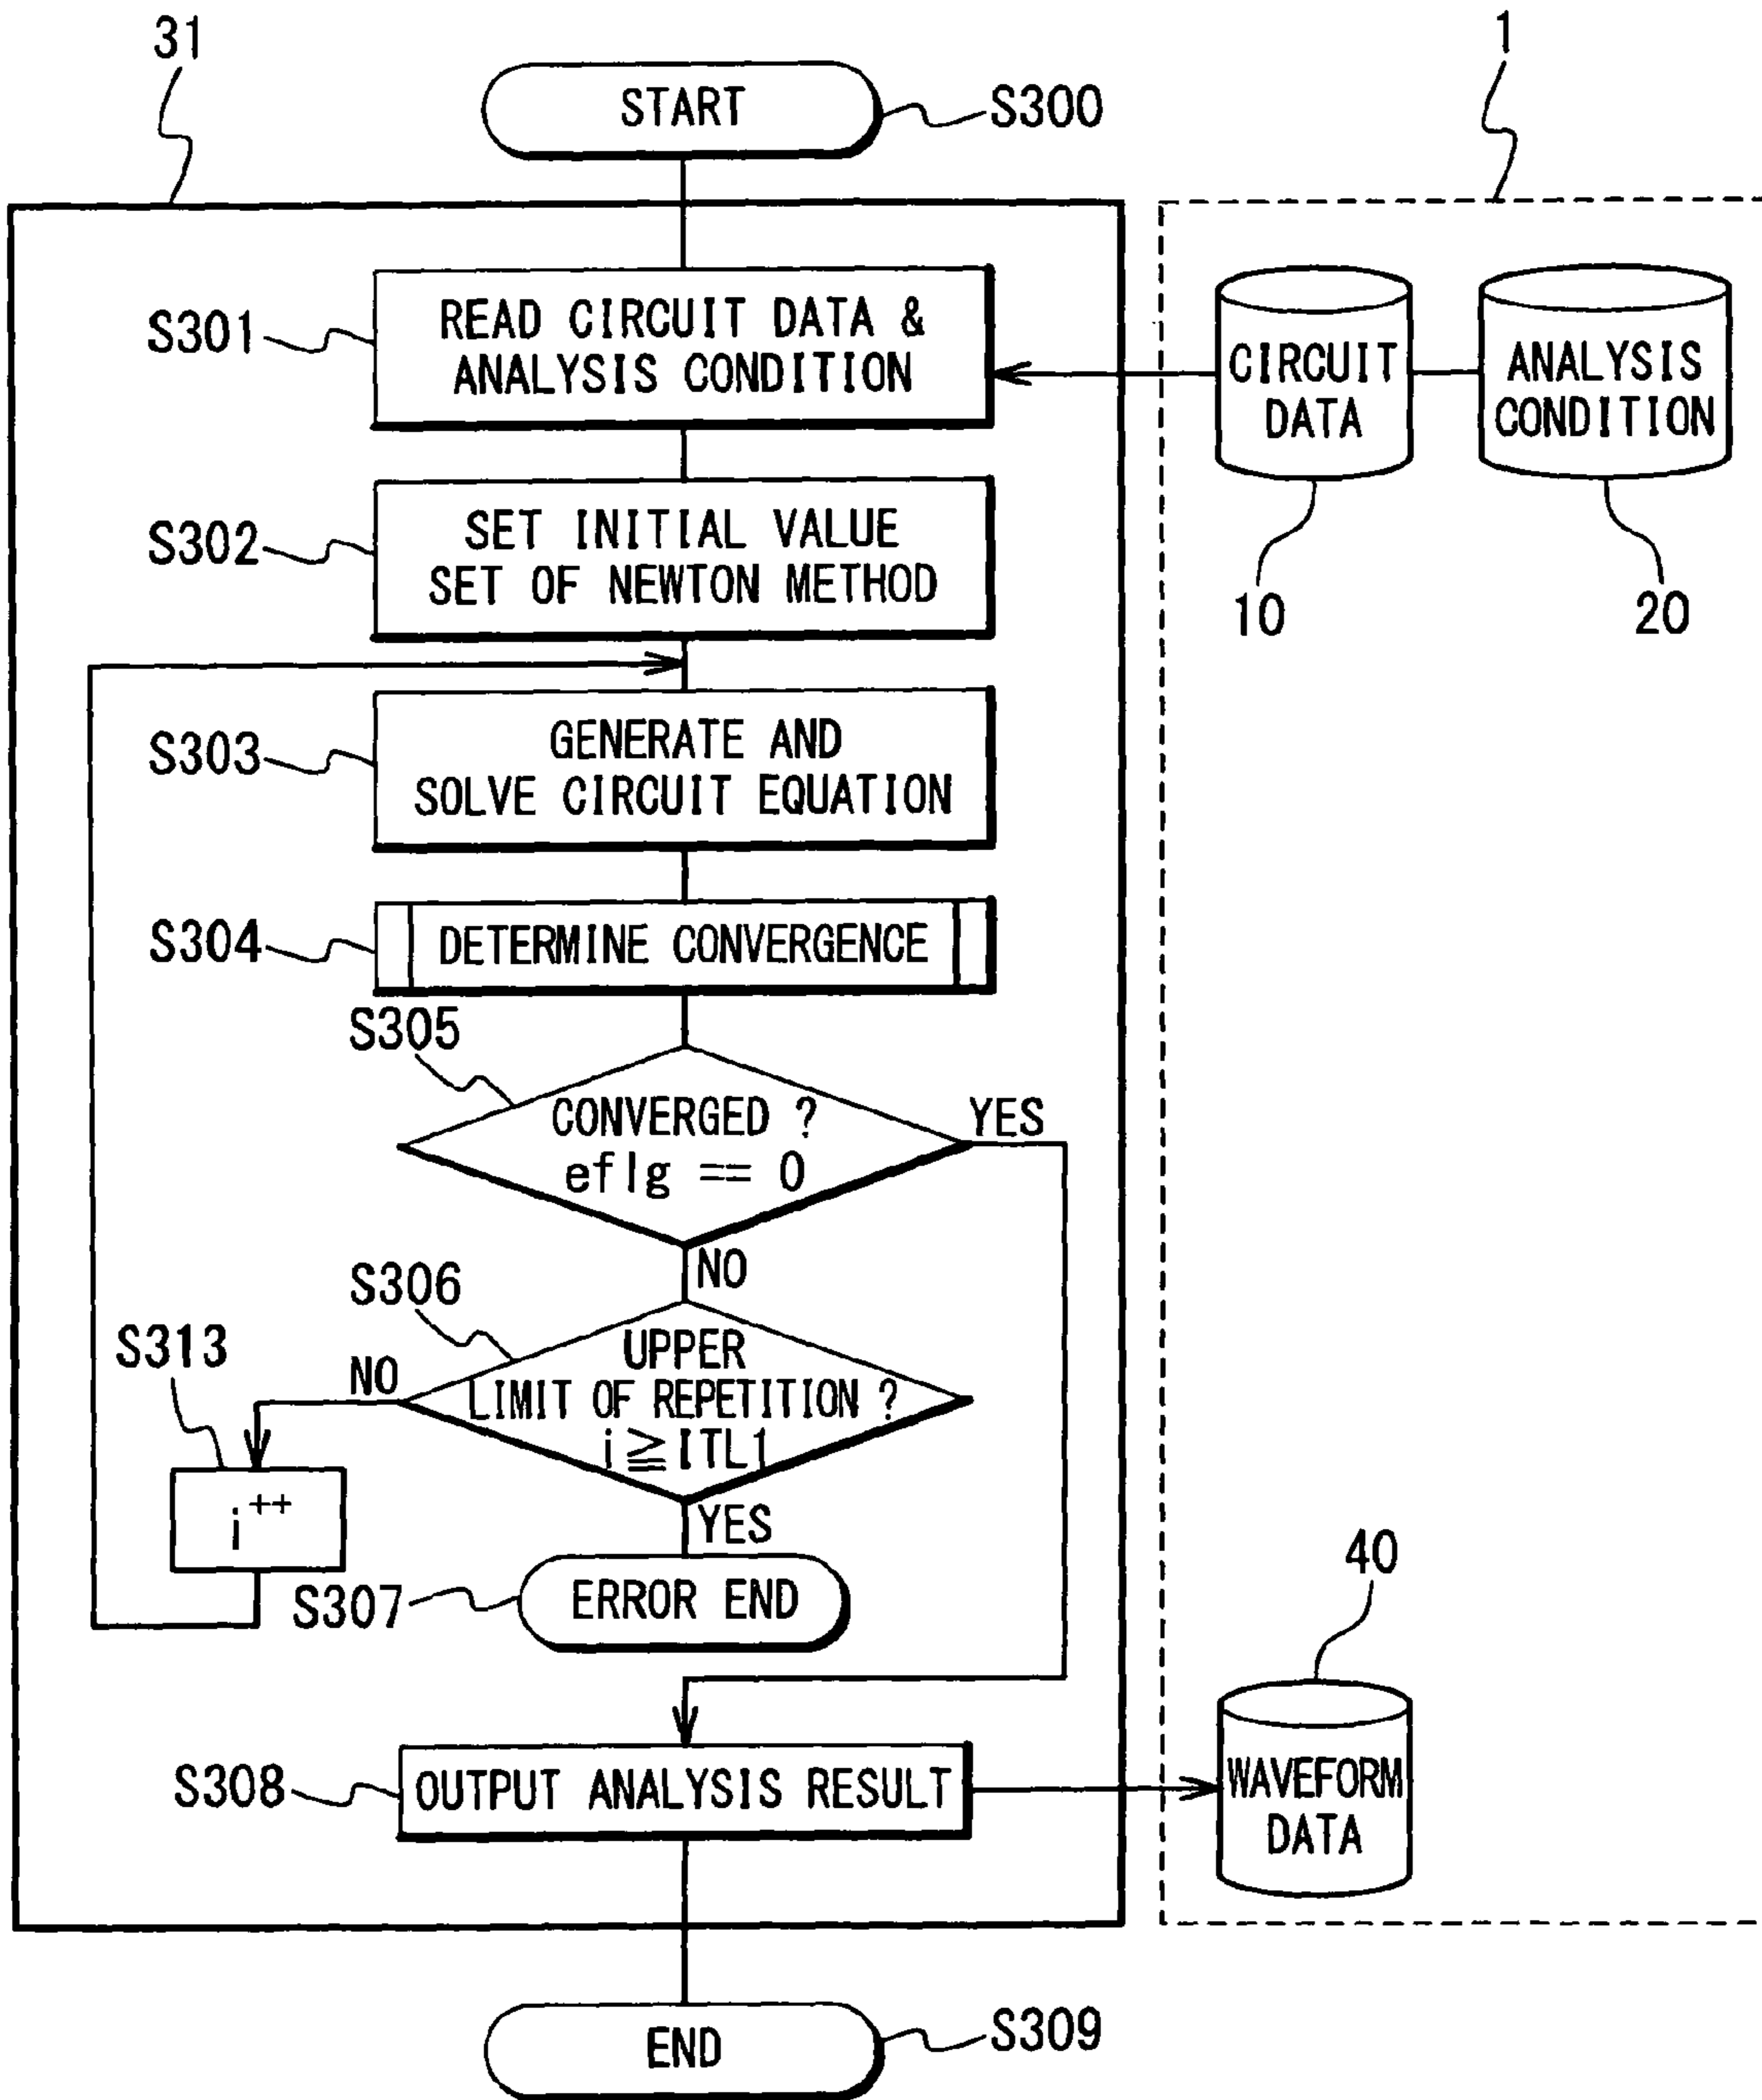 31
1
START
S300
S301
READ CIRCUIT DATA &
ANALYSIS CONDITION
CIRCUIT
DATA
ANALYSIS
CONDITION
10
20
S302
SET INITIAL VALUE
SET OF NEWTON METHOD
S303
GENERATE AND
SOLVE CIRCUIT EQUATION
S304
DETERMINE CONVERGENCE
S305
CONVERGED ?
eflg == 0
YES
NO
S306
UPPER
LIMIT OF REPETITION ?
i ≧ ITL1
NO
S313
i++
YES
S307
ERROR END
40
WAVEFORM
DATA
S308
OUTPUT ANALYSIS RESULT
END
S309